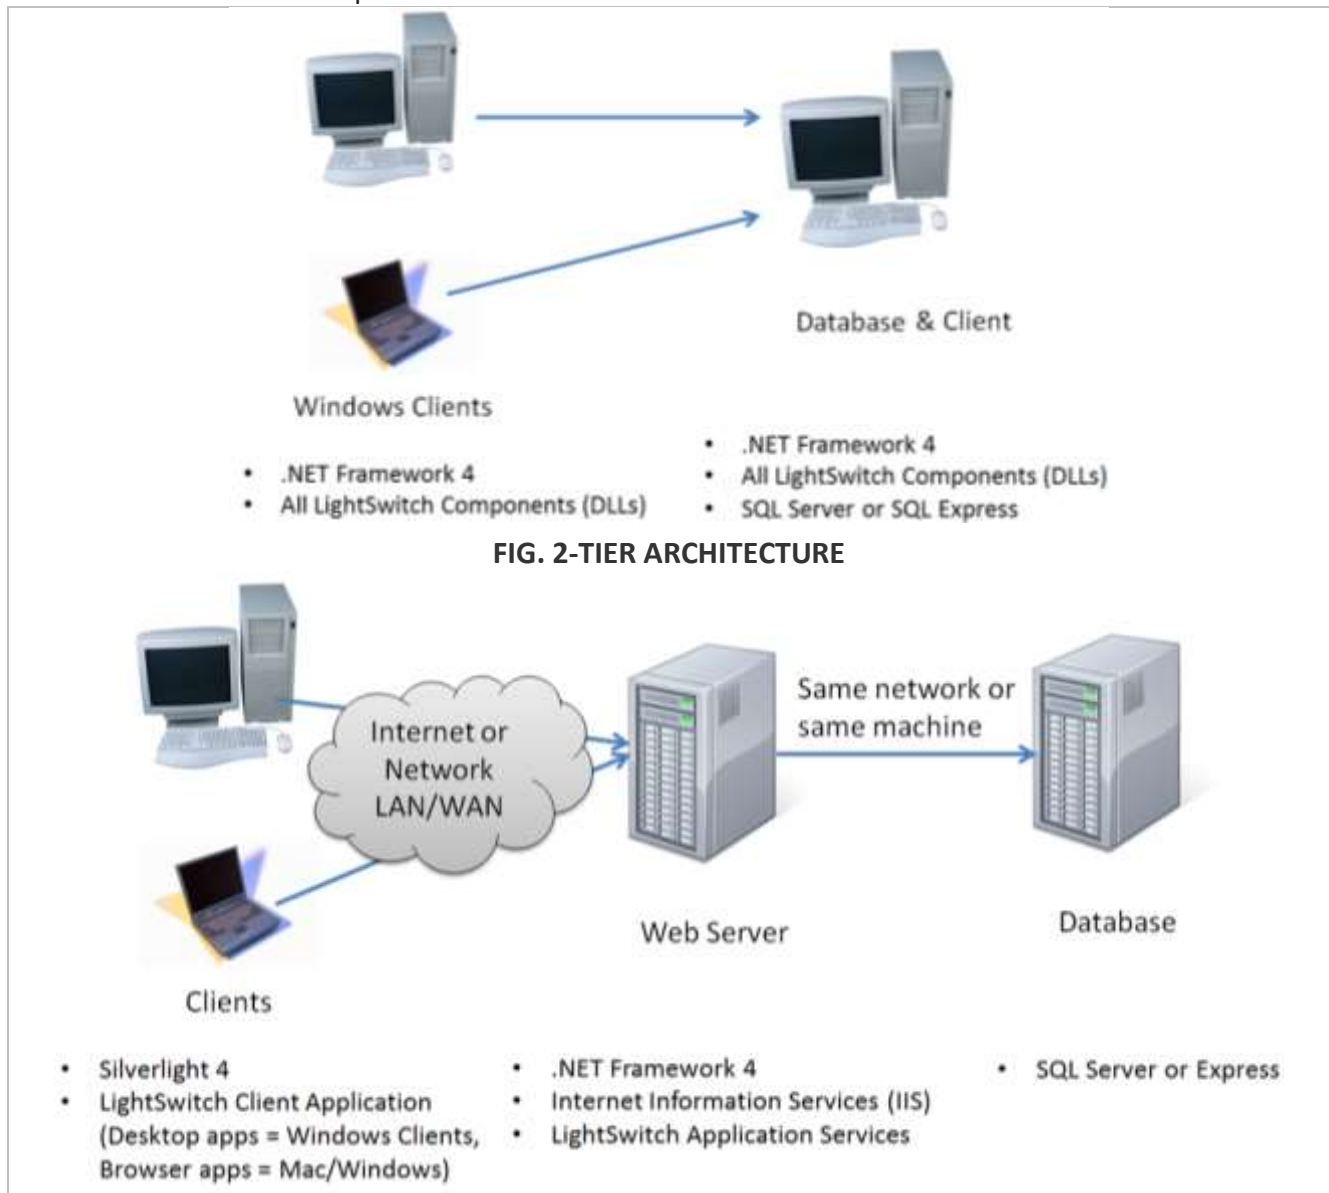 Database & Client
Windows Clients
• .NET Framework 4
• All LightSwitch Components (DLLs)
• .NET Framework 4
• All LightSwitch Components (DLLs)
• SQL Server or SQL Express
FIG. 2-TIER ARCHITECTURE
Internet or
Network
LAN/WAN
Same network or
same machine
Web Server
Database
Clients
• Silverlight 4
• LightSwitch Client Application
(Desktop apps = Windows Clients,
Browser apps = Mac/Windows)
• .NET Framework 4
• Internet Information Services (IIS)
• LightSwitch Application Services
• SQL Server or Express